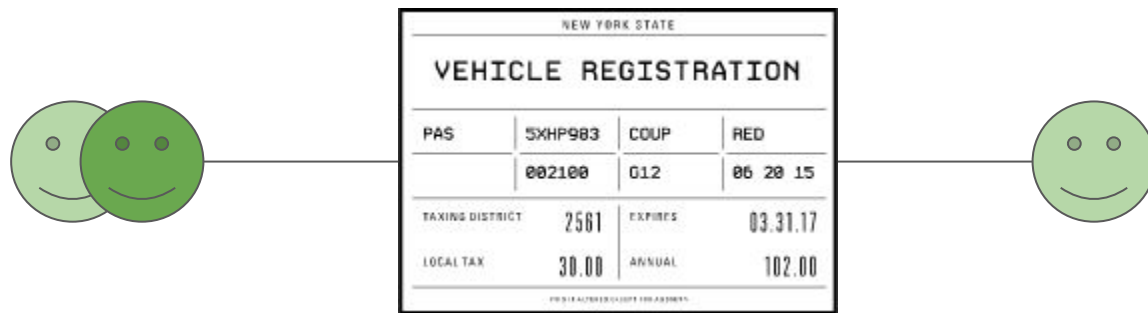 NEW YORK STATE
VEHICLE REGISTRATION
PAS 5XHP983 COUP RED
002100 G12 06 20 15
TAXING DISTRICT 2561 EXPIRES 03.31.17
LOCAL TAX 30.00 ANNUAL 102.00